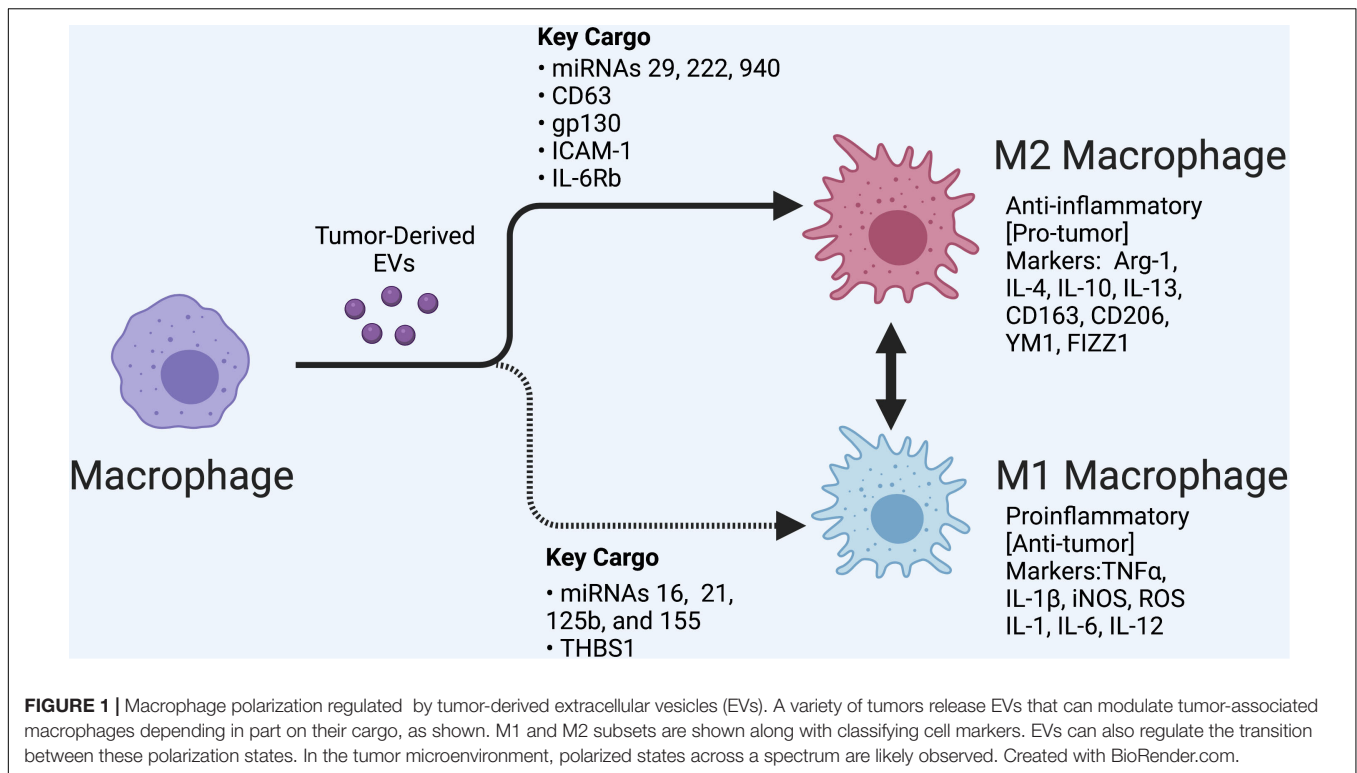 Key Cargo
• miRNAs 29, 222, 940
• CD63
• gp130
• ICAM-1
• IL-6Rb
Tumor-Derived
EVs
Macrophage
M2 Macrophage
Anti-inflammatory
[Pro-tumor]
Markers: Arg-1,
IL-4, IL-10, IL-13,
CD163, CD206,
YM1, FIZZ1
Key Cargo
• miRNAs 16, 21,
125b, and 155
• THBS1
M1 Macrophage
Proinflammatory
[Anti-tumor]
Markers:TNFα,
IL-1β, iNOS, ROS
IL-1, IL-6, IL-12
FIGURE 1 | Macrophage polarization regulated by tumor-derived extracellular vesicles (EVs). A variety of tumors release EVs that can modulate tumor-associated
macrophages depending in part on their cargo, as shown. M1 and M2 subsets are shown along with classifying cell markers. EVs can also regulate the transition
between these polarization states. In the tumor microenvironment, polarized states across a spectrum are likely observed. Created with BioRender.com.